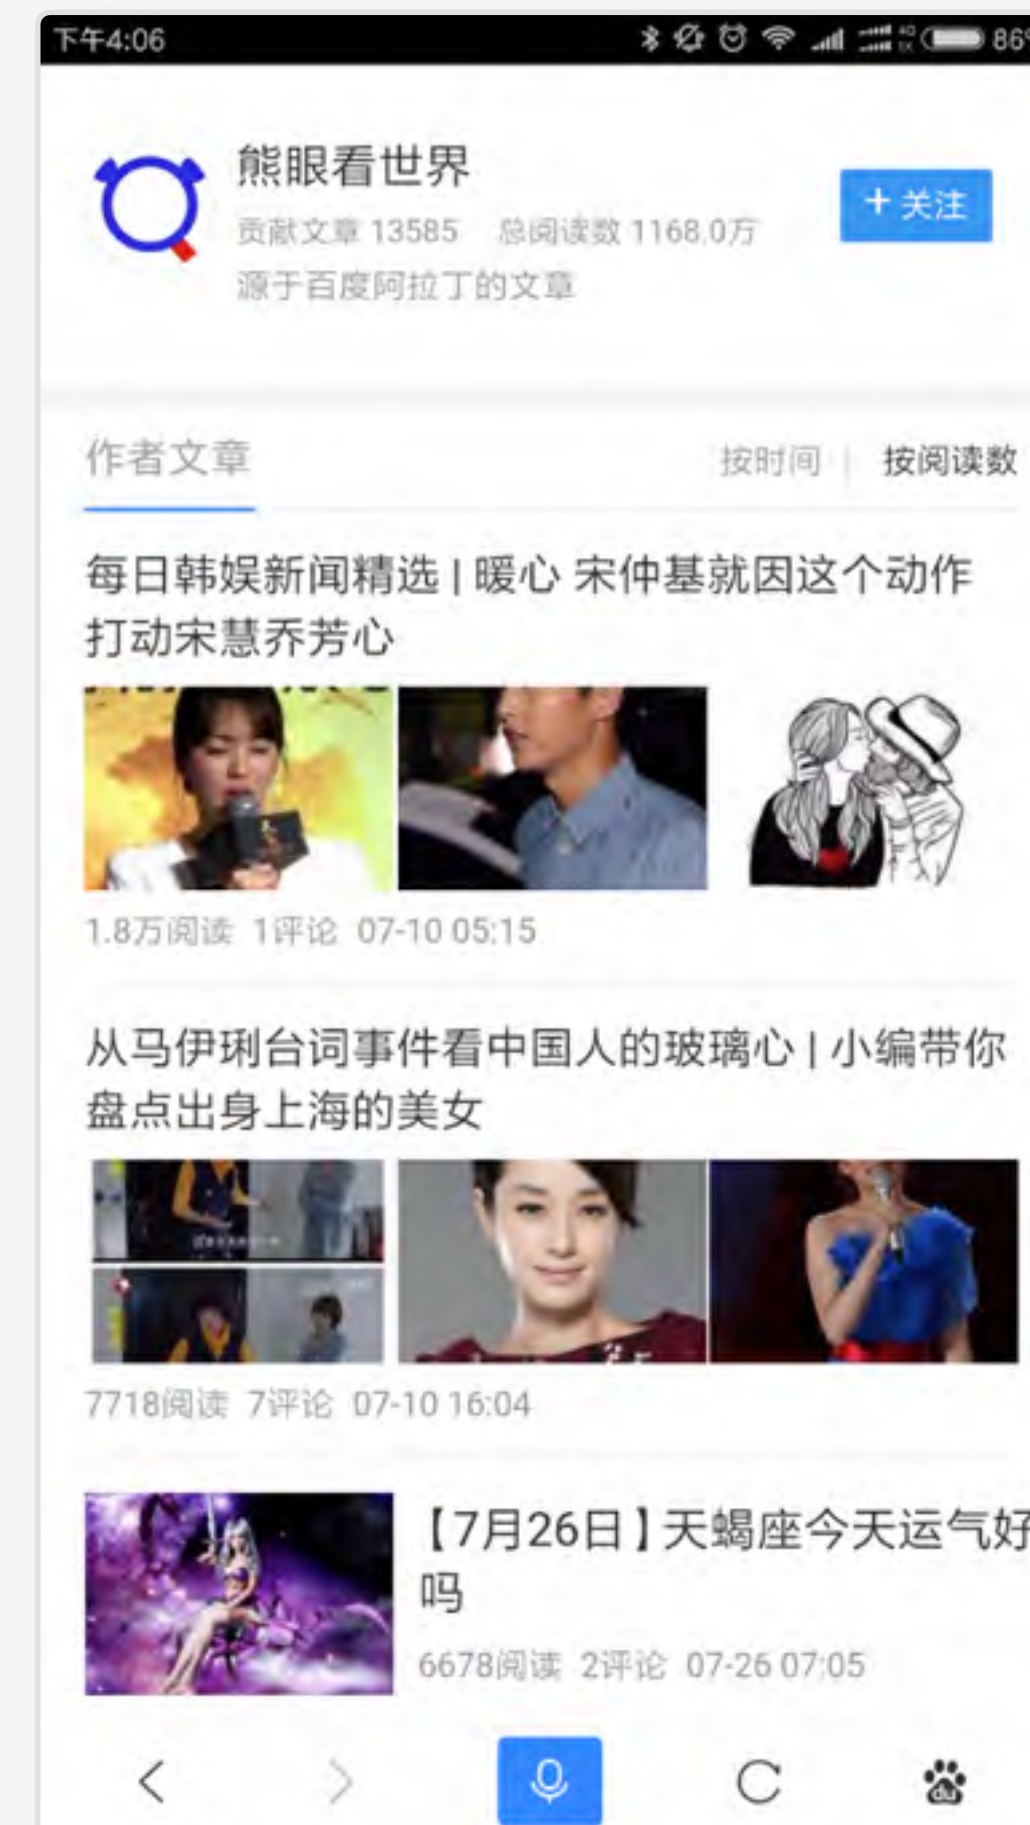 下午4:06
熊眼看世界
贡献文章 13585 总阅读数 1168.0万
+ 关注
源于百度阿拉丁的文章
作者文章
按时间 | 按阅读数
每日韩娱新闻精选 | 暖心 宋仲基就因这个动作
打动宋慧乔芳心
1.8万阅读 1评论 07-10 05:15
从马伊琍台词事件看中国人的玻璃心 | 小编带你
盘点出身上海的美女
7718阅读 7评论 07-10 16:04
【7月26日】天蝎座今天运气好
吗
6678阅读 2评论 07-26 07:05
du